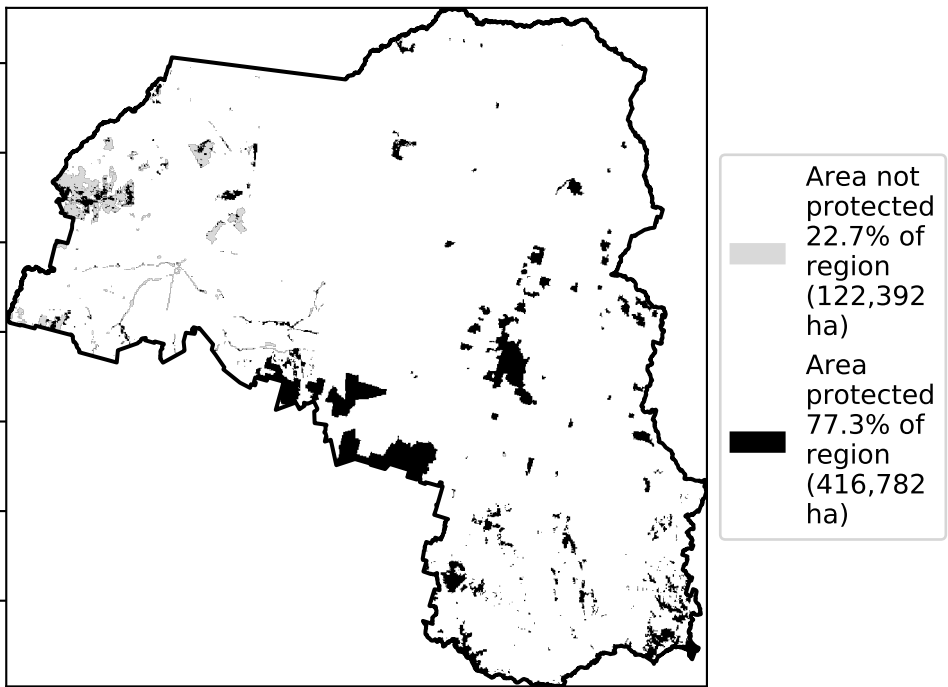 Area not
protected
22.7% of
region
(122,392
ha)
Area
protected
77.3% of
region
(416,782
ha)